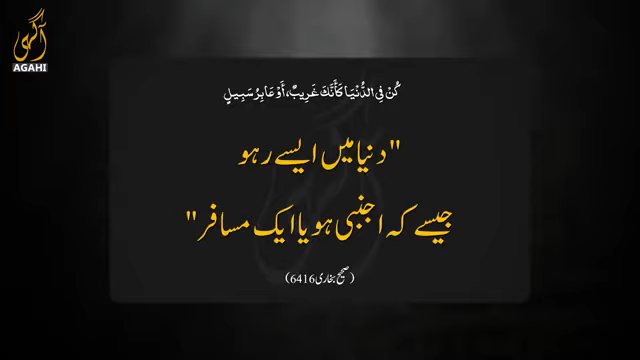 آگہی
AGAHI
كُنْ فِي الدُّنْيَا كَأَنَّكَ غَرِيبٌ، أَوْ عَابِرُ سَبِيلٍ
"دنیا میں ایسے رہو
جیسے کہ اجنبی ہو یا ایک مسافر"
(صحیح بخاری 6416)